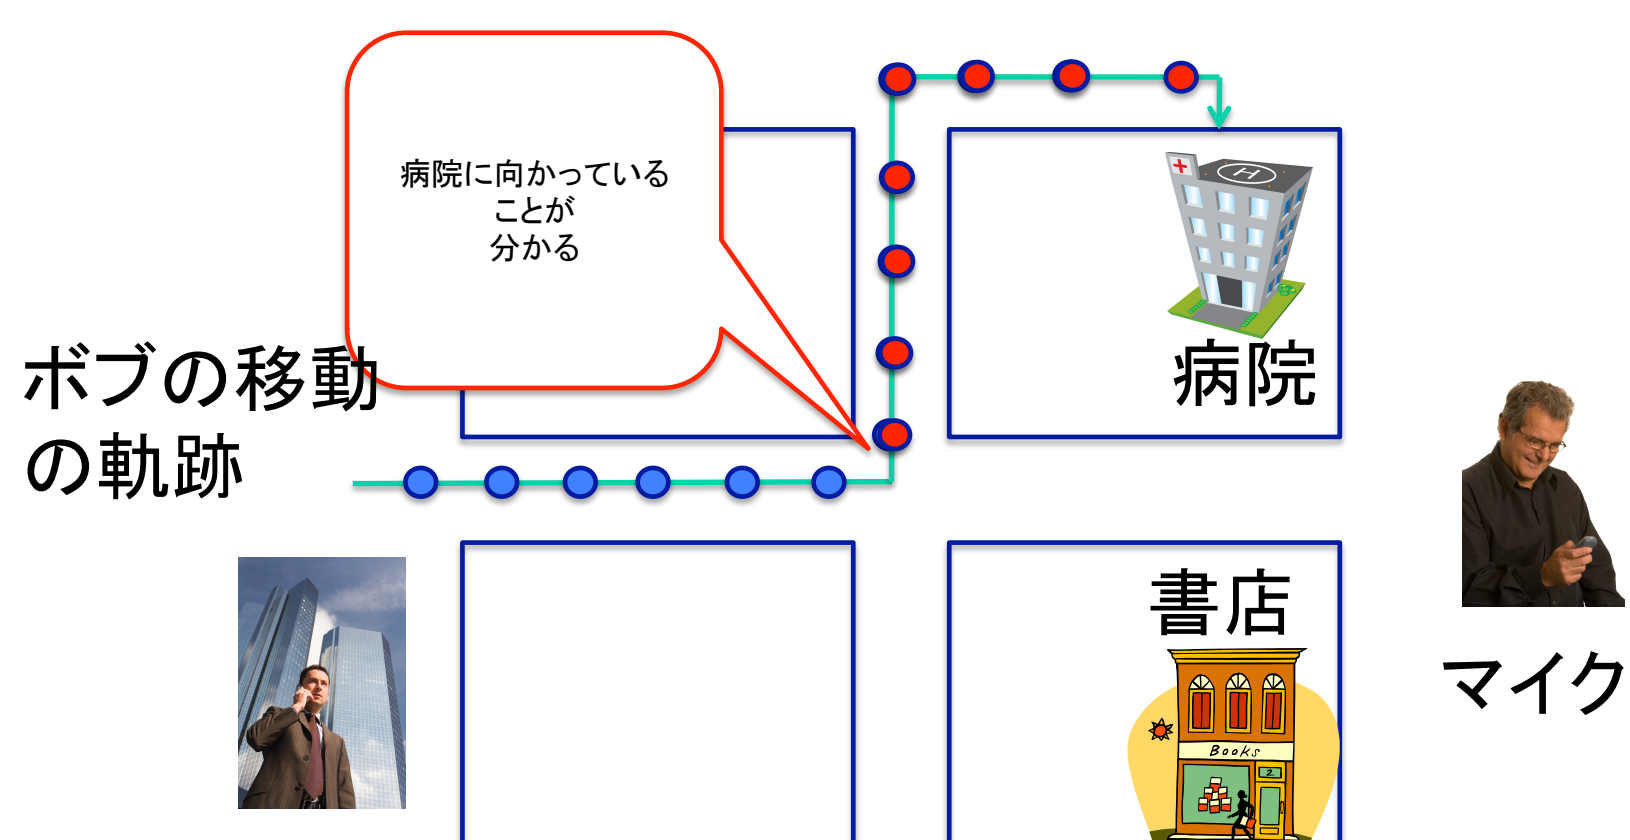 病院に向かっている
ことが
分かる
ボブの移動
の軌跡
H
病院
書店
Books
2
マイク